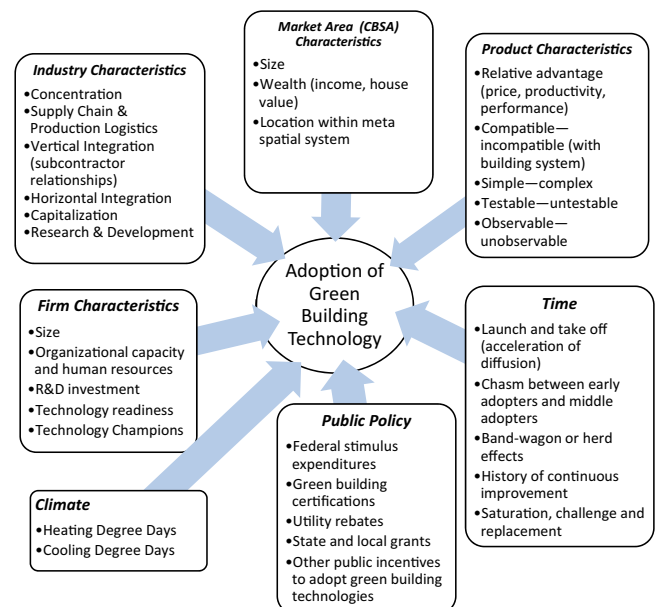 Industry Characteristics
•Concentration
•Supply Chain &
Production Logistics
•Vertical Integration
(subcontractor
relationships)
•Horizontal Integration
•Capitalization
•Research & Development
Market Area (CBSA)
Characteristics
•Size
•Wealth (income, house
value)
•Location within meta
spatial system
Product Characteristics
•Relative advantage
(price, productivity,
performance)
•Compatible—
incompatible (with
building system)
•Simple—complex
•Testable—untestable
•Observable—
unobservable
Adoption of
Green
Building
Technology
Firm Characteristics
•Size
•Organizational capacity
and human resources
•R&D investment
•Technology readiness
•Technology Champions
Time
•Launch and take off
(acceleration of
diffusion)
•Chasm between early
adopters and middle
adopters
•Band-wagon or herd
effects
•History of continuous
improvement
•Saturation, challenge and
replacement
Public Policy
•Federal stimulus
expenditures
•Green building
certifications
•Utility rebates
•State and local grants
•Other public incentives
to adopt green building
technologies
Climate
•Heating Degree Days
•Cooling Degree Days